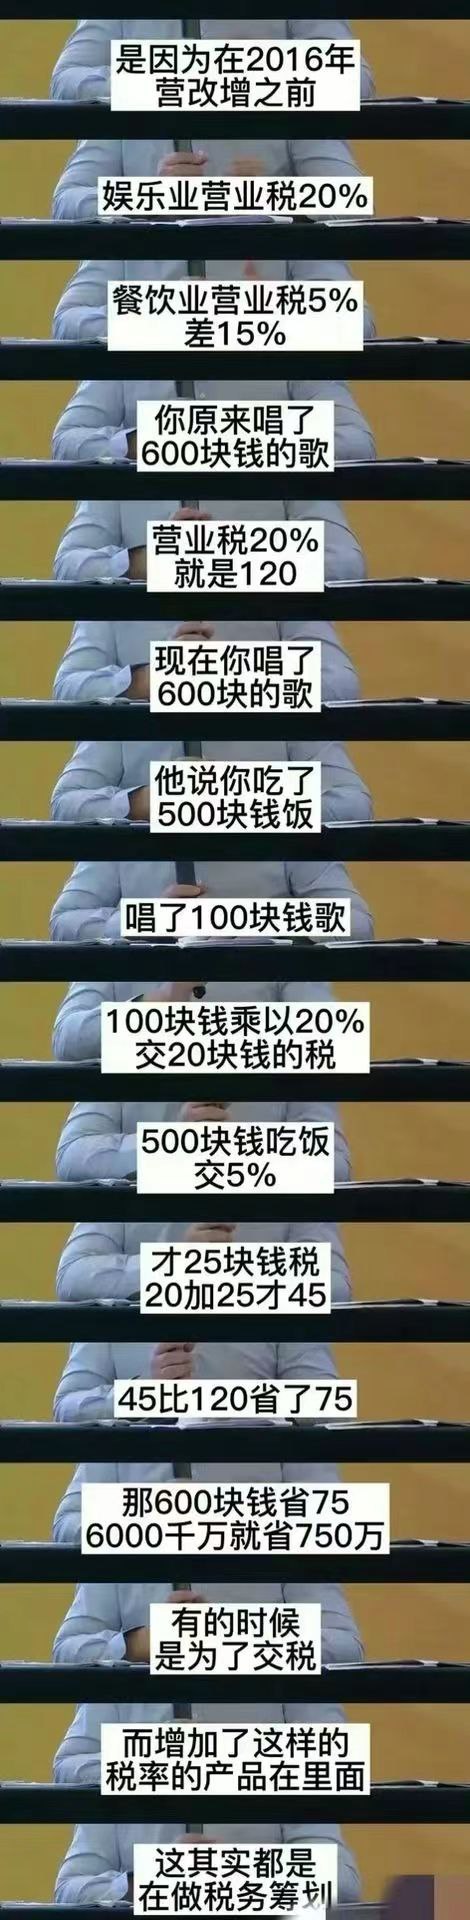 是因为在2016年
营改增之前
娱乐业营业税20%
餐饮业营业税5%
差15%
你原来唱了
600块钱的歌
营业税20%
就是120
现在你唱了
600块的歌
他说你吃了
500块钱饭
唱了100块钱歌
100块钱乘以20%
交20块钱的税
500块钱吃饭
交5%
才25块钱税
20加25才45
45比120省了75
那600块钱省75
6000千万就省750万
有的时候
是为了交税
而增加了这样的
税率的产品在里面
这其实都是
在做税务筹划